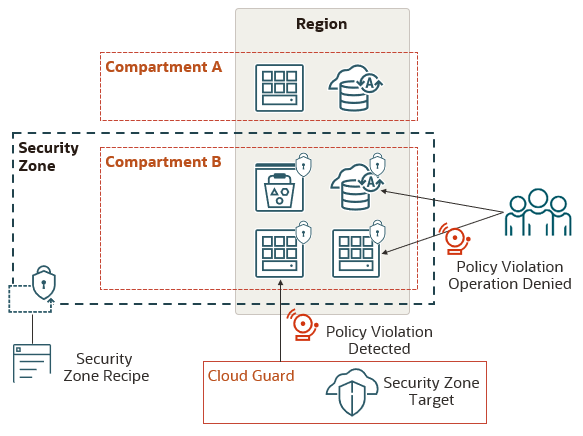 Region
Compartment A
A
Security
Zone
Compartment B
A
Policy Violation
Operation Denied
Policy Violation
Detected
Security
Zone Recipe
Cloud Guard
Security Zone
Target